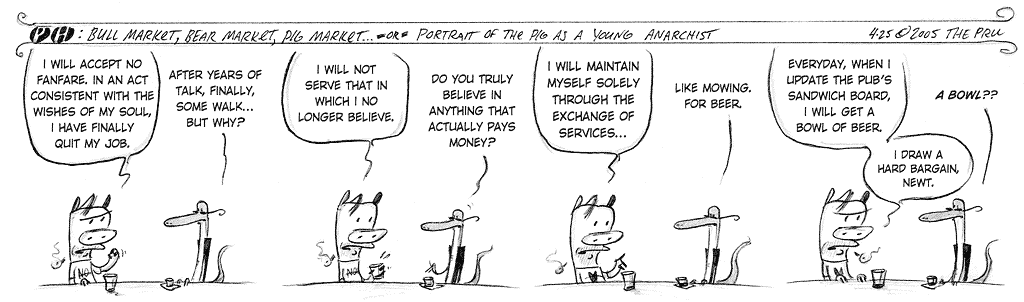 PH: BULL MARKET, BEAR MARKET, PIG MARKET... -OR- PORTRAIT OF THE PIG AS A YOUNG ANARCHIST 4·25 © 2005 THE PRU
I WILL ACCEPT NO
FANFARE. IN AN ACT
CONSISTENT WITH THE
WISHES OF MY SOUL,
I HAVE FINALLY
QUIT MY JOB.
AFTER YEARS OF
TALK, FINALLY,
SOME WALK...
BUT WHY?
I WILL NOT
SERVE THAT IN
WHICH I NO
LONGER BELIEVE.
DO YOU TRULY
BELIEVE IN
ANYTHING THAT
ACTUALLY PAYS
MONEY?
I WILL MAINTAIN
MYSELF SOLELY
THROUGH THE
EXCHANGE OF
SERVICES...
LIKE MOWING.
FOR BEER.
EVERYDAY, WHEN I
UPDATE THE PUB'S
SANDWICH BOARD,
I WILL GET A
BOWL OF BEER.
A BOWL??
I DRAW A
HARD BARGAIN,
NEWT.
NO